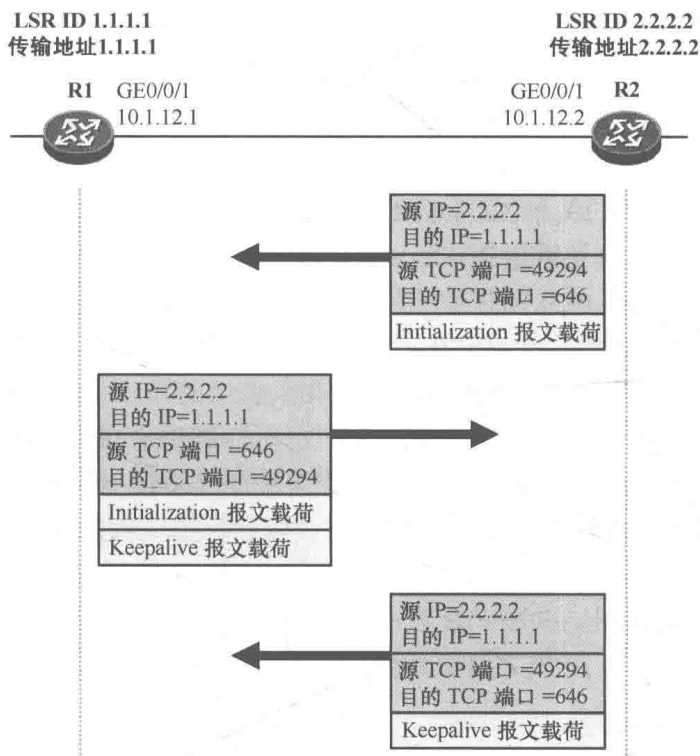 LSR ID 1.1.1.1
传输地址1.1.1.1
LSR ID 2.2.2.2
传输地址2.2.2.2
R1 GE0/0/1
10.1.12.1
GE0/0/1 R2
10.1.12.2
源 IP=2.2.2.2
目的 IP=1.1.1.1
源 TCP 端口 =49294
目的 TCP 端口 =646
Initialization 报文载荷
源 IP=2.2.2.2
目的 IP=1.1.1.1
源 TCP 端口 =646
目的 TCP 端口 =49294
Initialization 报文载荷
Keepalive 报文载荷
源 IP=2.2.2.2
目的 IP=1.1.1.1
源 TCP 端口 =49294
目的 TCP 端口 =646
Keepalive 报文载荷